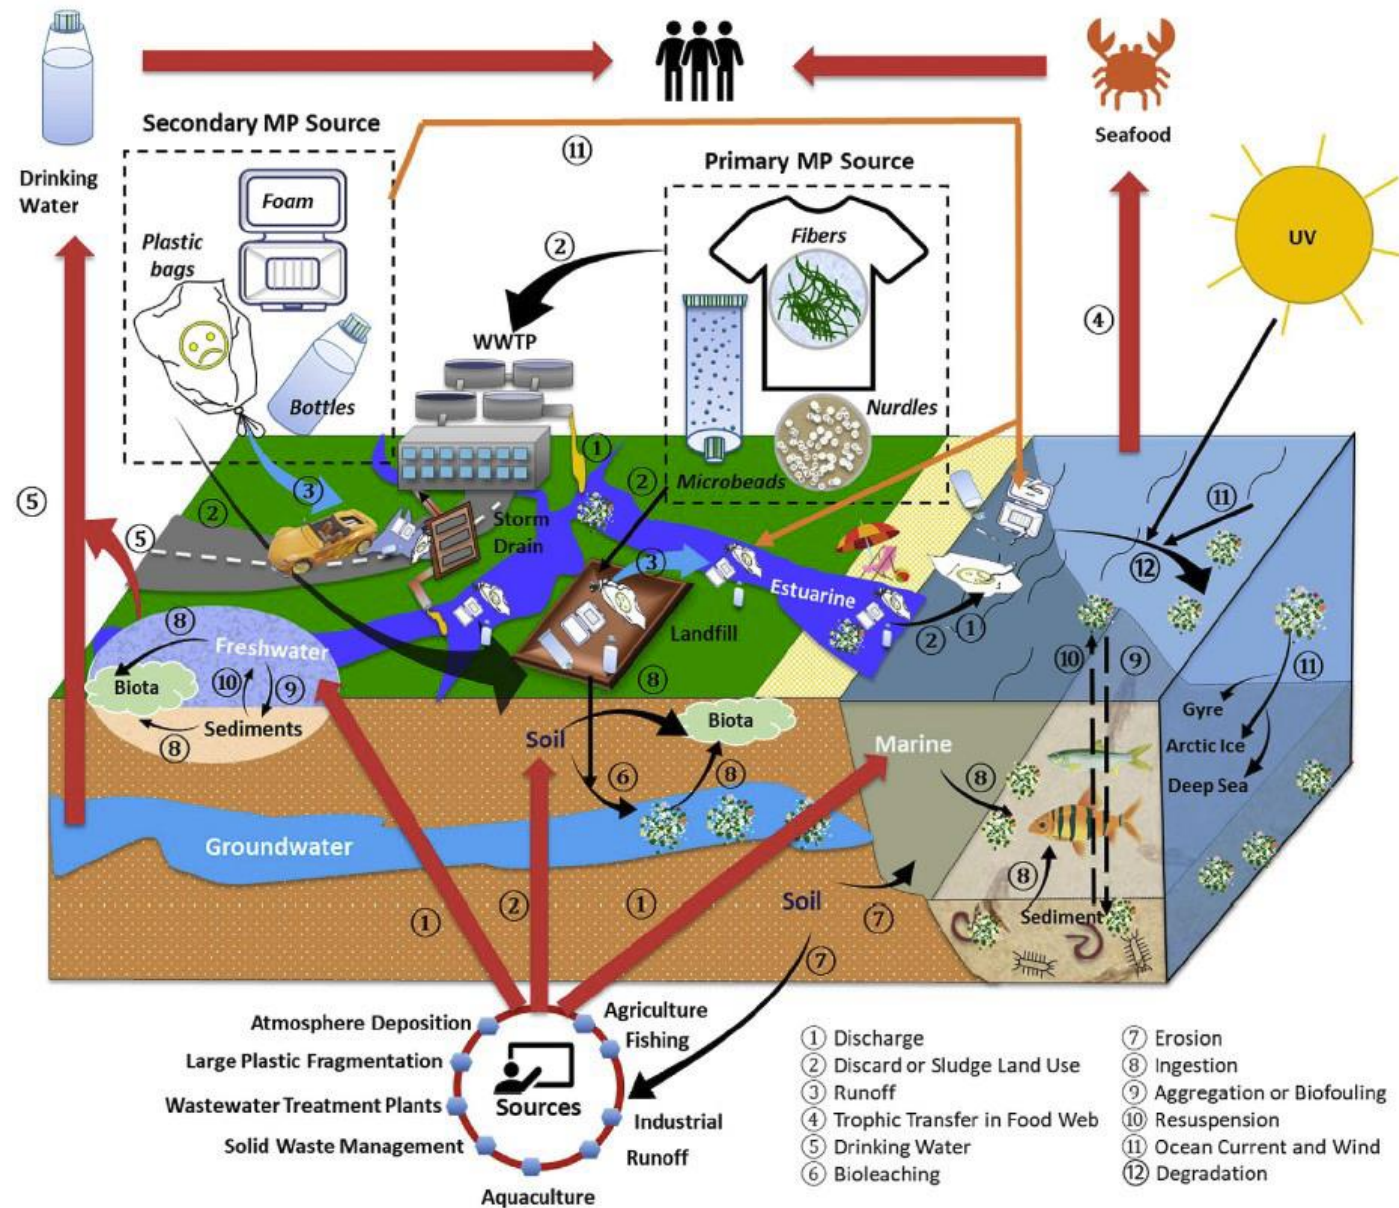 Secondary MP Source
⑪
Primary MP Source
Seafood
Drinking
Water
Foam
Plastic
bags
Bottles
②
WWTP
Fibers
Nurdles
Microbeads
UV
④
⑤
③
②
①
②
⑪
⑤
Storm
Drain
③
⑫
Estuarine
Landfill
②
①
⑧
Freshwater
Biota
⑩
⑨
Sediments
⑧
⑧
Biota
Soil
⑥
⑧
Groundwater
⑩
⑨
⑪
Gyre
Arctic Ice
Deep Sea
Marine
⑧
⑧
Sediment
Soil
⑦
⑦
①
②
①
Atmosphere Deposition
Large Plastic Fragmentation
Wastewater Treatment Plants
Solid Waste Management
Aquaculture
Sources
Agriculture
Fishing
Industrial
Runoff
① Discharge
② Discard or Sludge Land Use
③ Runoff
④ Trophic Transfer in Food Web
⑤ Drinking Water
⑥ Bioleaching
⑦ Erosion
⑧ Ingestion
⑨ Aggregation or Biofouling
⑩ Resuspension
⑪ Ocean Current and Wind
⑫ Degradation